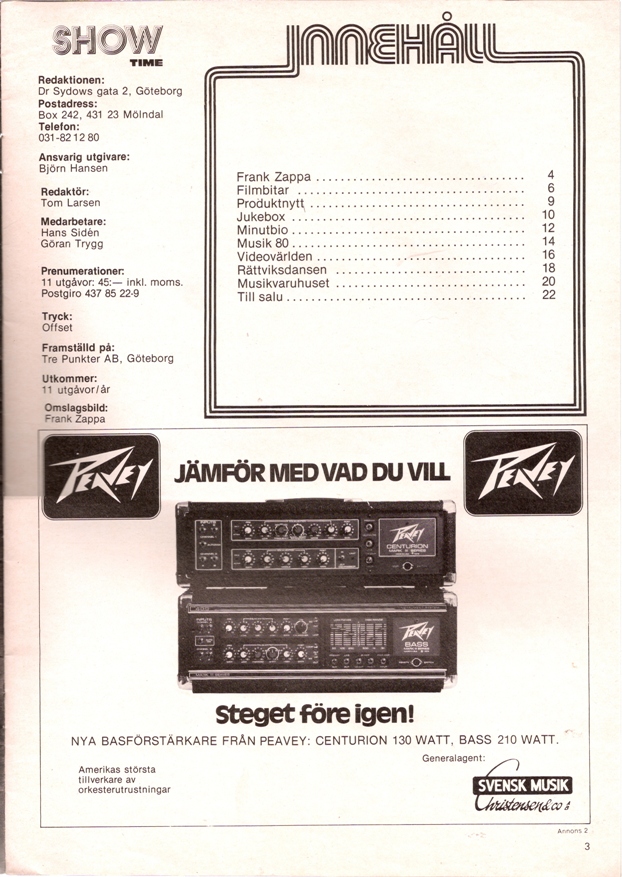 SHOW
TIME
Redaktionen:
Dr Sydows gata 2, Göteborg
Postadress:
Box 242, 431 23 Mölndal
Telefon:
031-82 12 80
Ansvarig utgivare:
Björn Hansen
Redaktör:
Tom Larsen
Medarbetare:
Hans Sidèn
Göran Trygg
Prenumerationer:
11 utgåvor: 45:— inkl. moms.
Postgiro 437 85 22-9
Tryck:
Offset
Framställd på:
Tre Punkter AB, Göteborg
Utkommer:
11 utgåvor/år
Omslagsbild:
Frank Zappa
INNEHÅLL
Frank Zappa . . . . . . . . . . . . . . . . . . . . . . . . . . . . . . 4
Filmbitar . . . . . . . . . . . . . . . . . . . . . . . . . . . . . . 6
Produktnytt . . . . . . . . . . . . . . . . . . . . . . . . . . . . . . 9
Jukebox . . . . . . . . . . . . . . . . . . . . . . . . . . . . . . 10
Minutbio . . . . . . . . . . . . . . . . . . . . . . . . . . . . . . 12
Musik 80 . . . . . . . . . . . . . . . . . . . . . . . . . . . . . . 14
Videovärlden . . . . . . . . . . . . . . . . . . . . . . . . . . . . . . 16
Rättviksdansen . . . . . . . . . . . . . . . . . . . . . . . . . . . 18
Musikvaruhuset . . . . . . . . . . . . . . . . . . . . . . . . . . . 20
Till salu . . . . . . . . . . . . . . . . . . . . . . . . . . . . . . 22
PEAVEY
JÄMFÖR MED VAD DU VILL
PEAVEY
PEAVEY
CENTURION
PEAVEY
BASS
Steget före igen!
NYA BASFÖRSTÄRKARE FRÅN PEAVEY: CENTURION 130 WATT, BASS 210 WATT.
Amerikas största
tillverkare av
orkesterutrustningar
Generalagent:
SVENSK MUSIK
Christensen & co
Annons 2
3